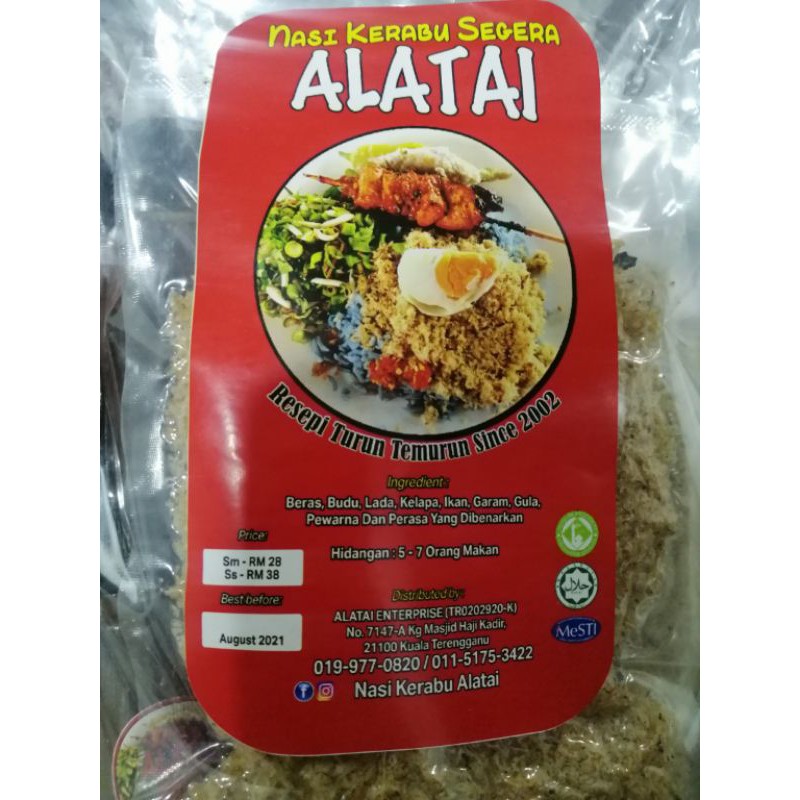 Nasi Kerabu Segera
ALATAI
Resepi Turun Temurun Since 2002
Ingredient:
Beras, Budu, Lada, Kelapa, Ikan, Garam, Gula,
Pewarna Dan Perasa Yang Dibenarkan
Hidangan : 5 - 7 Orang Makan
Price:
Sm - RM 28
Ss - RM 38
Best before:
August 2021
Distributed by:
ALATAI ENTERPRISE (TR0202920-K)
No. 7147-A Kg Masjid Haji Kadir,
21100 Kuala Terengganu
019-977-0820 / 011-5175-3422
Nasi Kerabu Alatai
حلال
MeSTI